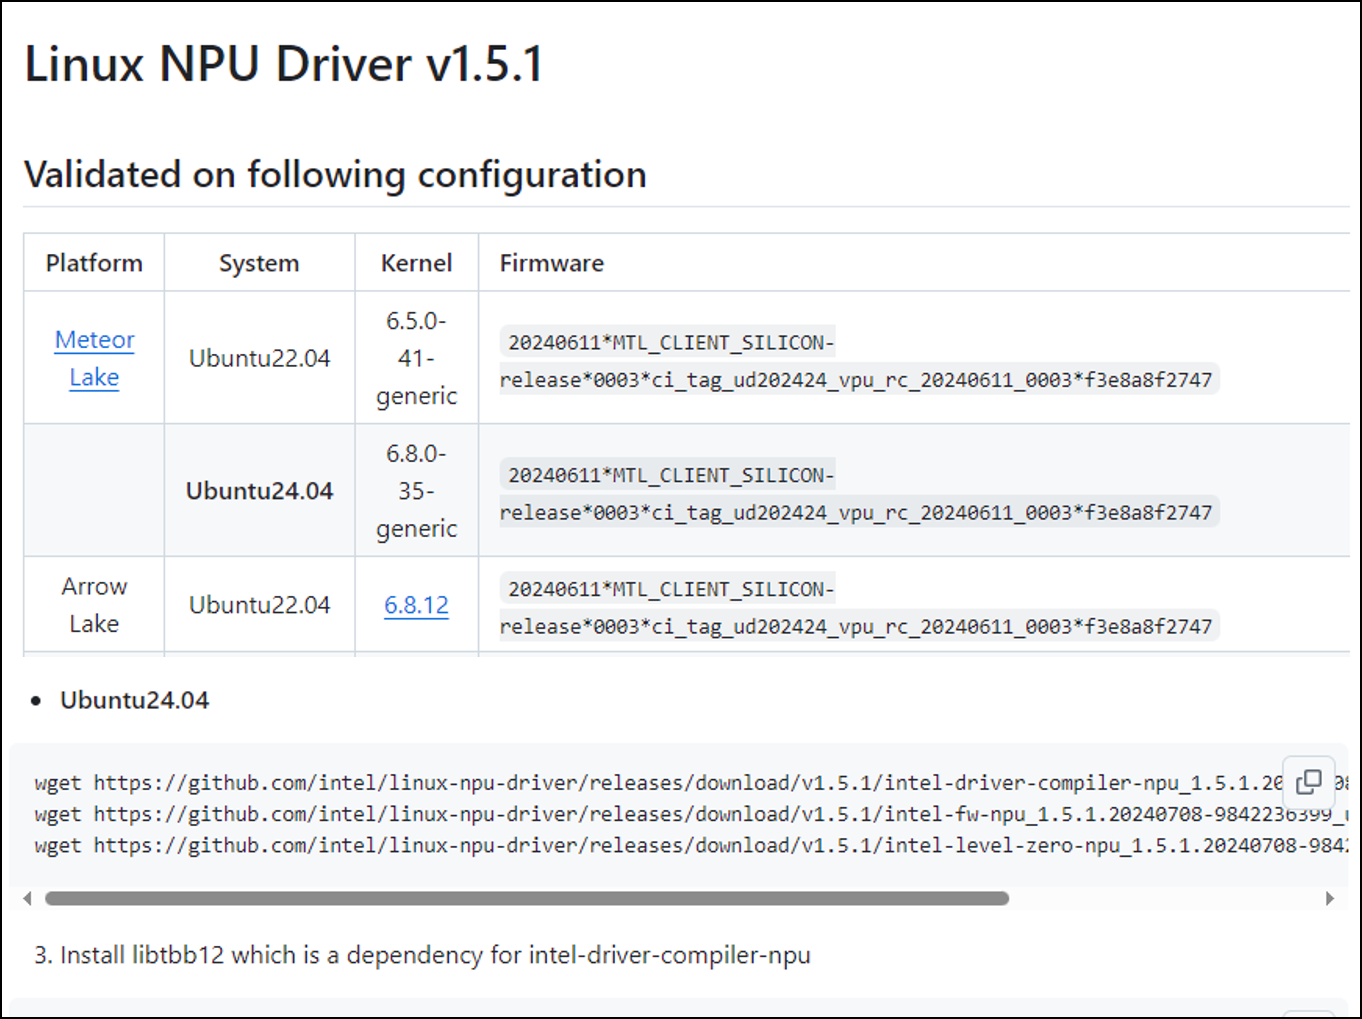 Linux NPU Driver v1.5.1
Validated on following configuration
Platform System Kernel Firmware
Meteor
Lake
Ubuntu22.04
6.5.0-
41-
generic
20240611*MTL_CLIENT_SILICON-
release*0003*ci_tag_ud202424_vpu_rc_20240611_0003*f3e8a8f2747
Ubuntu24.04
6.8.0-
35-
generic
20240611*MTL_CLIENT_SILICON-
release*0003*ci_tag_ud202424_vpu_rc_20240611_0003*f3e8a8f2747
Arrow
Lake
Ubuntu22.04
6.8.12
20240611*MTL_CLIENT_SILICON-
release*0003*ci_tag_ud202424_vpu_rc_20240611_0003*f3e8a8f2747
• Ubuntu24.04
wget https://github.com/intel/linux-npu-driver/releases/download/v1.5.1/intel-driver-compiler-npu_1.5.1.20
wget https://github.com/intel/linux-npu-driver/releases/download/v1.5.1/intel-fw-npu_1.5.1.20240708-9842236399_u
wget https://github.com/intel/linux-npu-driver/releases/download/v1.5.1/intel-level-zero-npu_1.5.1.20240708-9842
3. Install libtbb12 which is a dependency for intel-driver-compiler-npu